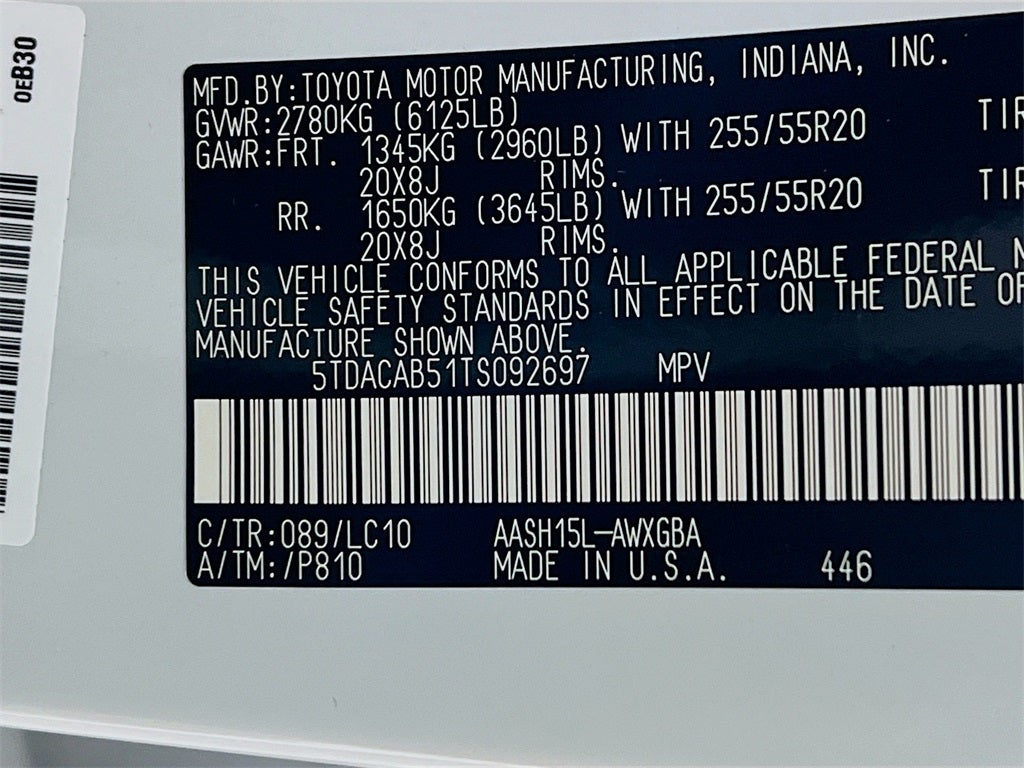 0EB30
MFD.BY:TOYOTA MOTOR MANUFACTURING, INDIANA, INC.
GVWR:2780KG (6125LB)
GAWR:FRT. 1345KG (2960LB) WITH 255/55R20 TIR
20X8J RIMS.
RR. 1650KG (3645LB) WITH 255/55R20 TIR
20X8J RIMS.
THIS VEHICLE CONFORMS TO ALL APPLICABLE FEDERAL
VEHICLE SAFETY STANDARDS IN EFFECT ON THE DATE OF
MANUFACTURE SHOWN ABOVE.
5TDACAB51TS092697 MPV
C/TR:089/LC10 AASH15L-AWXGBA
A/TM:/P810 MADE IN U.S.A. 446